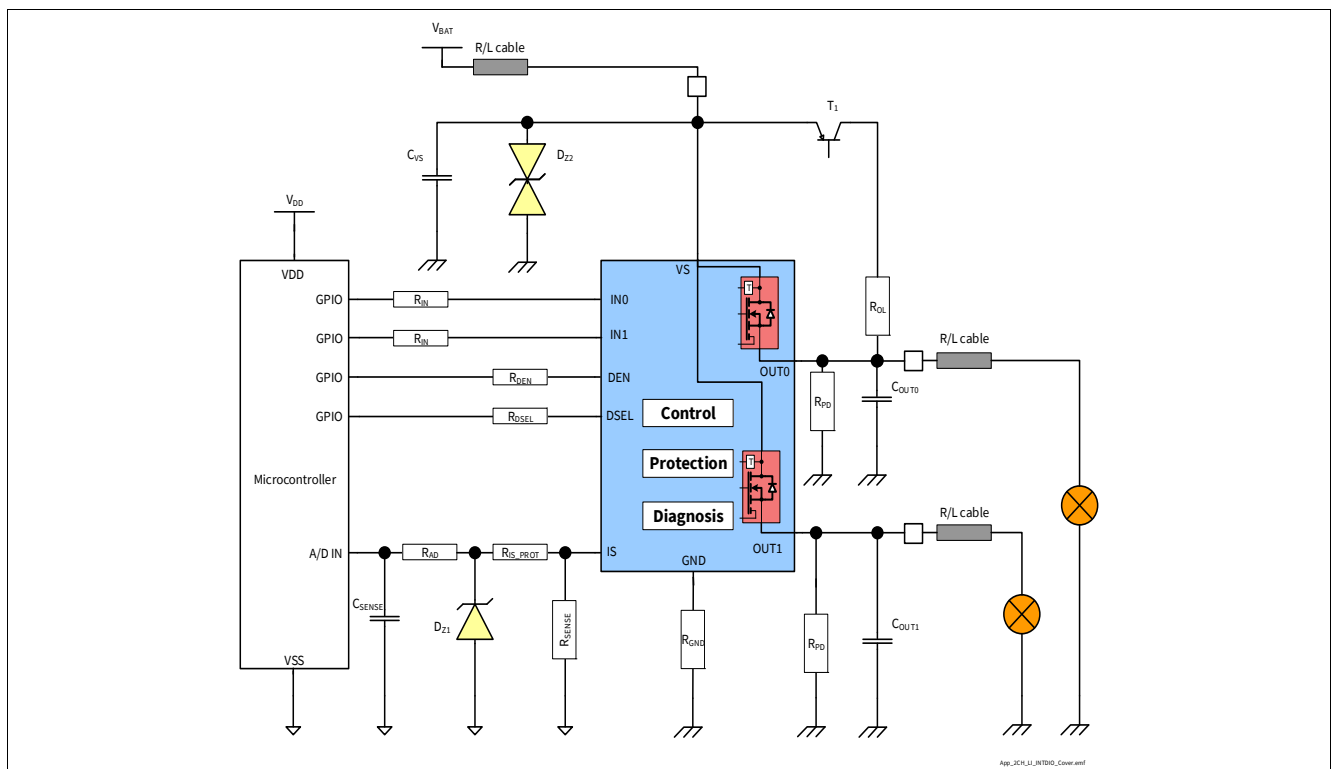 VBAT
R/L cable
T1
CVS
DZ2
VDD
VDD
VS
T
GPIO
RIN
IN0
ROL
GPIO
RIN
IN1
R/L cable
OUT0
GPIO
RDEN
DEN
RPD
COUT0
GPIO
RDSEL
DSEL
Control
Protection
T
Microcontroller
Diagnosis
R/L cable
A/D IN
RAD
RIS_PROT
IS
OUT1
GND
CSENSE
DZ1
RSENSE
RGND
RPD
COUT1
VSS
App_2CH_LI_INTDIO_Cover.emf